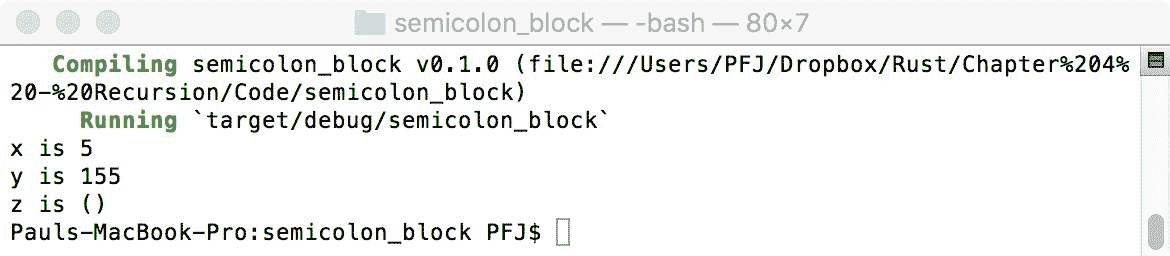 semicolon_block — -bash — 80×7
Compiling semicolon_block v0.1.0 (file:///Users/PFJ/Dropbox/Rust/Chapter%204%
20-%20Recursion/Code/semicolon_block)
Running `target/debug/semicolon_block`
x is 5
y is 155
z is ()
Pauls-MacBook-Pro:semicolon_block PFJ$